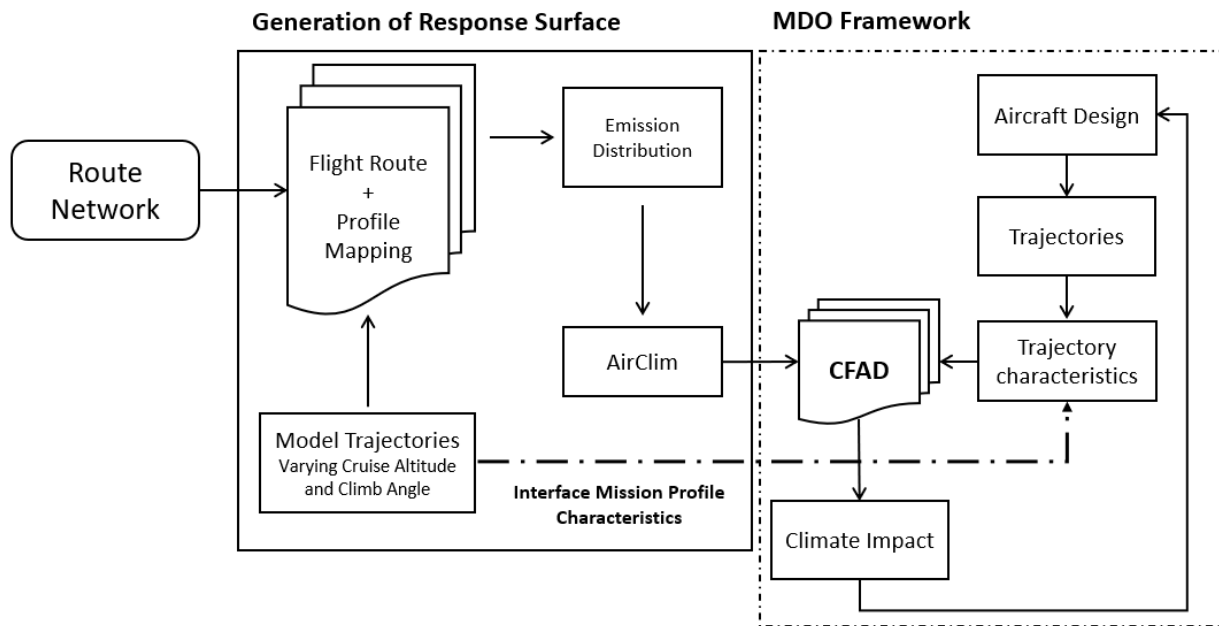 Generation of Response Surface
MDO Framework
Route
Network
Flight Route
+
Profile
Mapping
Emission
Distribution
AirClim
Model Trajectories
Varying Cruise Altitude
and Climb Angle
Interface Mission Profile
Characteristics
Aircraft Design
Trajectories
Trajectory
characteristics
CFAD
Climate Impact